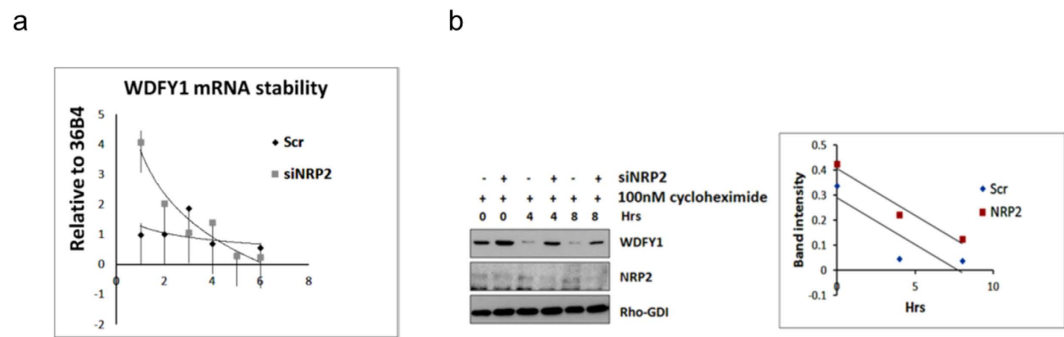 a
b
WDFY1 mRNA stability
Relative to 36B4
5
4
3
2
1
0
-1
-2
0 2 4 6 8
Scr
siNRP2
- + - + - + siNRP2
+ + + + + + 100nM cycloheximide
0 0 4 4 8 8 Hrs
WDFY1
NRP2
Rho-GDI
Band intensity
0.5
0.4
0.3
0.2
0.1
0
-0.1
0 5 10
Hrs
Scr
NRP2